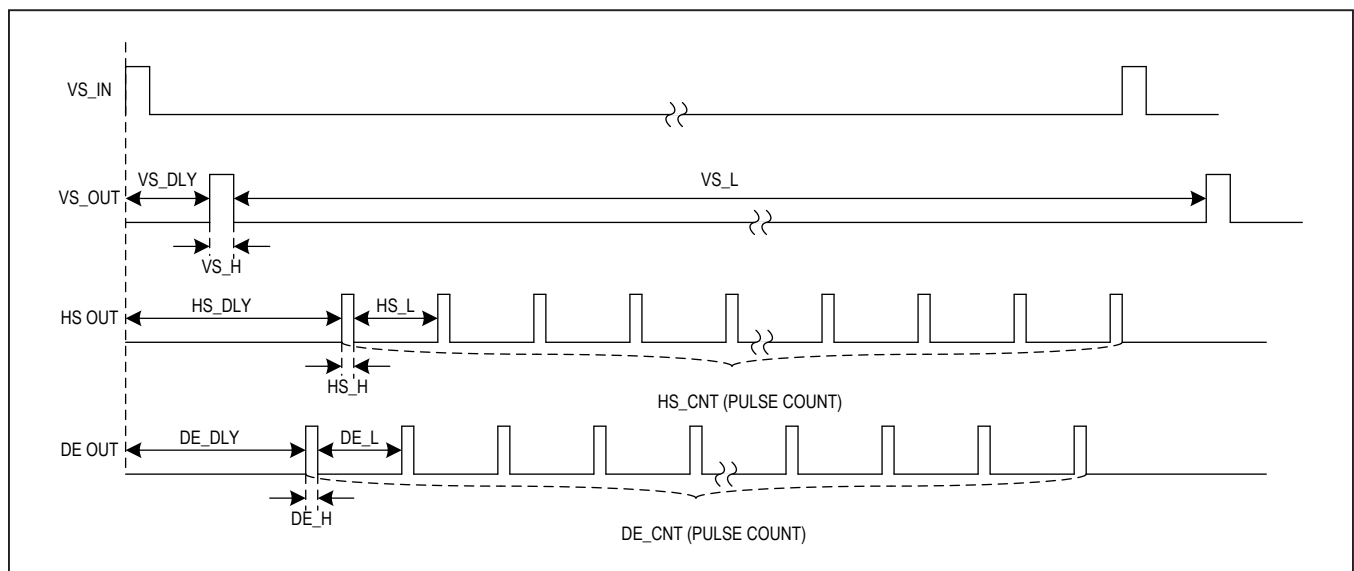 VS_IN
VS_DLY
VS_L
VS_OUT
VS_H
HS_DLY
HS_L
HS OUT
HS_H
HS_CNT (PULSE COUNT)
DE_DLY
DE_L
DE OUT
DE_H
DE_CNT (PULSE COUNT)